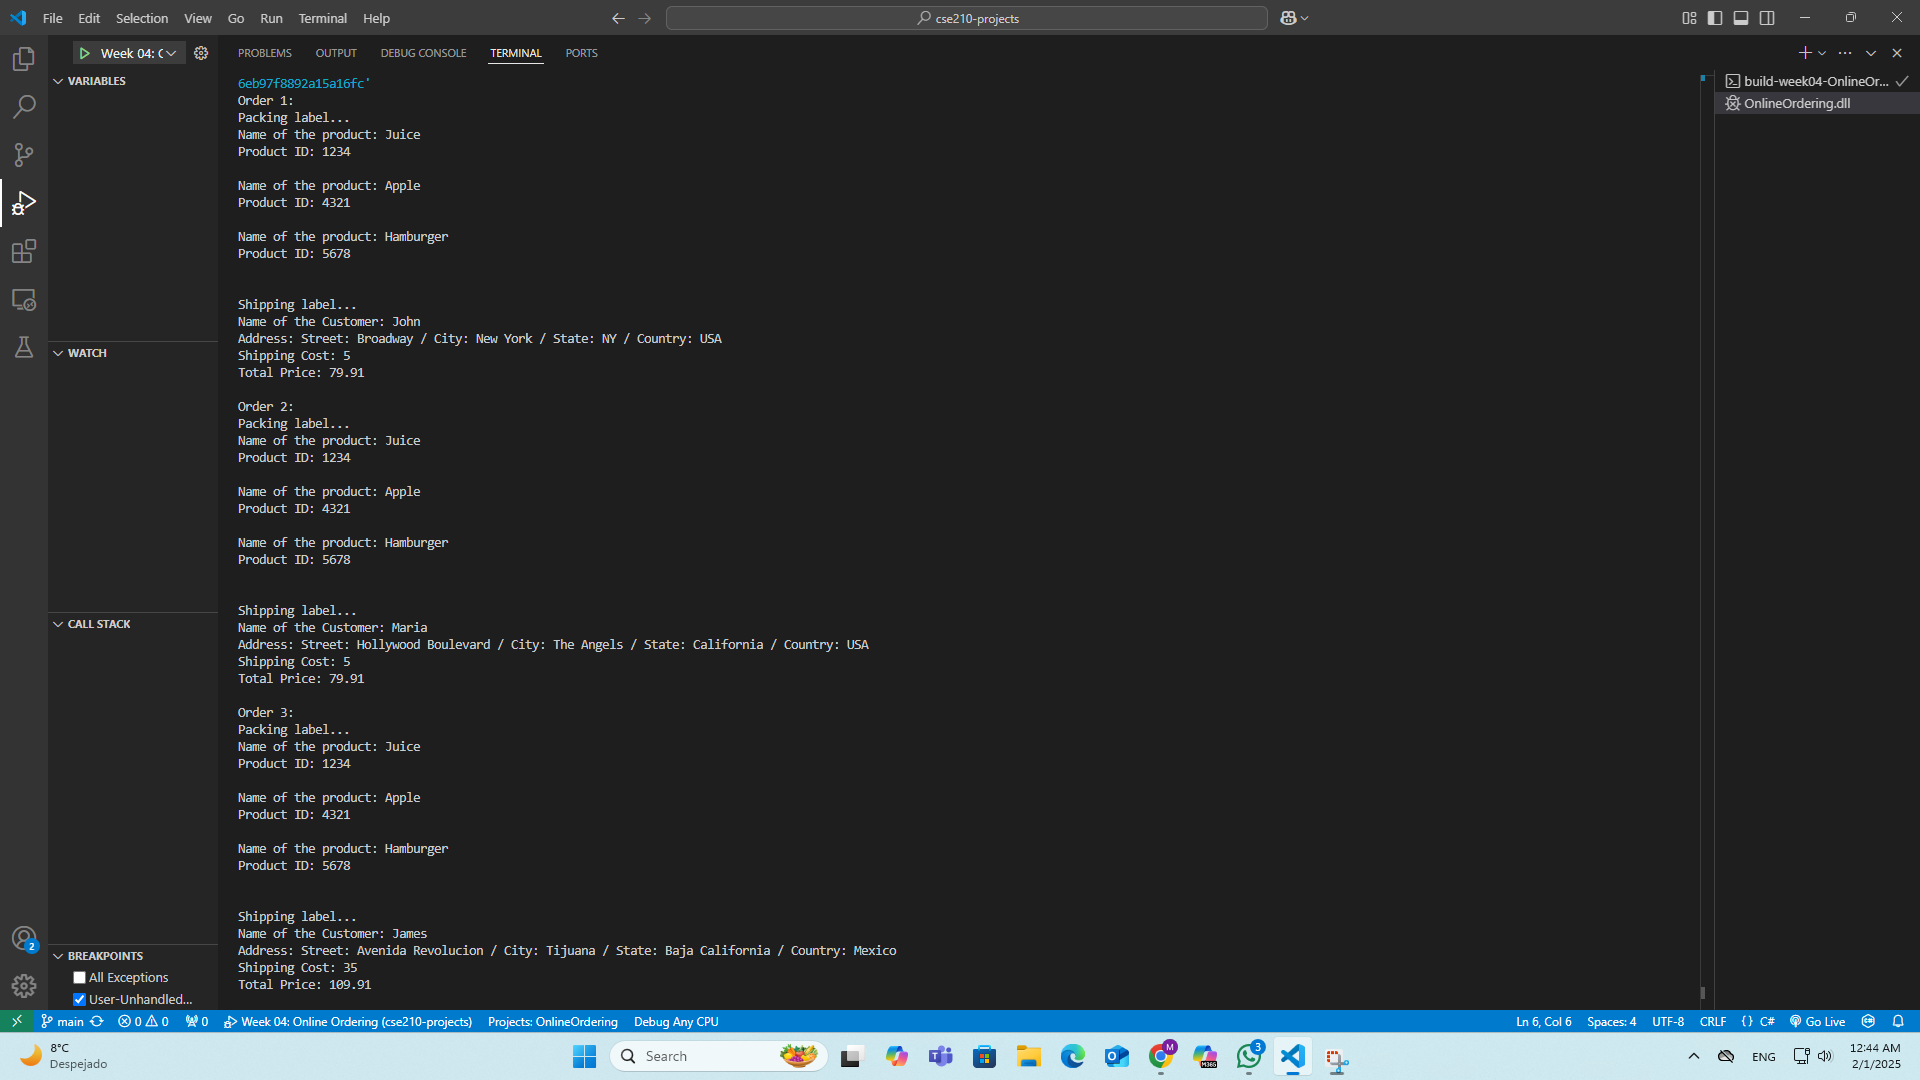 File Edit Selection View Go Run Terminal Help
cse210-projects
Week 04: C
PROBLEMS OUTPUT DEBUG CONSOLE TERMINAL PORTS
VARIABLES
WATCH
CALL STACK
BREAKPOINTS
All Exceptions
User-Unhandled...
2
6eb97f8892a15a16fc'
Order 1:
Packing label...
Name of the product: Juice
Product ID: 1234
Name of the product: Apple
Product ID: 4321
Name of the product: Hamburger
Product ID: 5678
Shipping label...
Name of the Customer: John
Address: Street: Broadway / City: New York / State: NY / Country: USA
Shipping Cost: 5
Total Price: 79.91
Order 2:
Packing label...
Name of the product: Juice
Product ID: 1234
Name of the product: Apple
Product ID: 4321
Name of the product: Hamburger
Product ID: 5678
Shipping label...
Name of the Customer: Maria
Address: Street: Hollywood Boulevard / City: The Angels / State: California / Country: USA
Shipping Cost: 5
Total Price: 79.91
Order 3:
Packing label...
Name of the product: Juice
Product ID: 1234
Name of the product: Apple
Product ID: 4321
Name of the product: Hamburger
Product ID: 5678
Shipping label...
Name of the Customer: James
Address: Street: Avenida Revolucion / City: Tijuana / State: Baja California / Country: Mexico
Shipping Cost: 35
Total Price: 109.91
build-week04-OnlineOr...
OnlineOrdering.dll
main 0 0 0 Week 04: Online Ordering (cse210-projects) Projects: OnlineOrdering Debug Any CPU Ln 6, Col 6 Spaces: 4 UTF-8 CRLF {} C# Go Live
8°C
Despejado
Search
M
M365
3
ENG
12:44 AM
2/1/2025